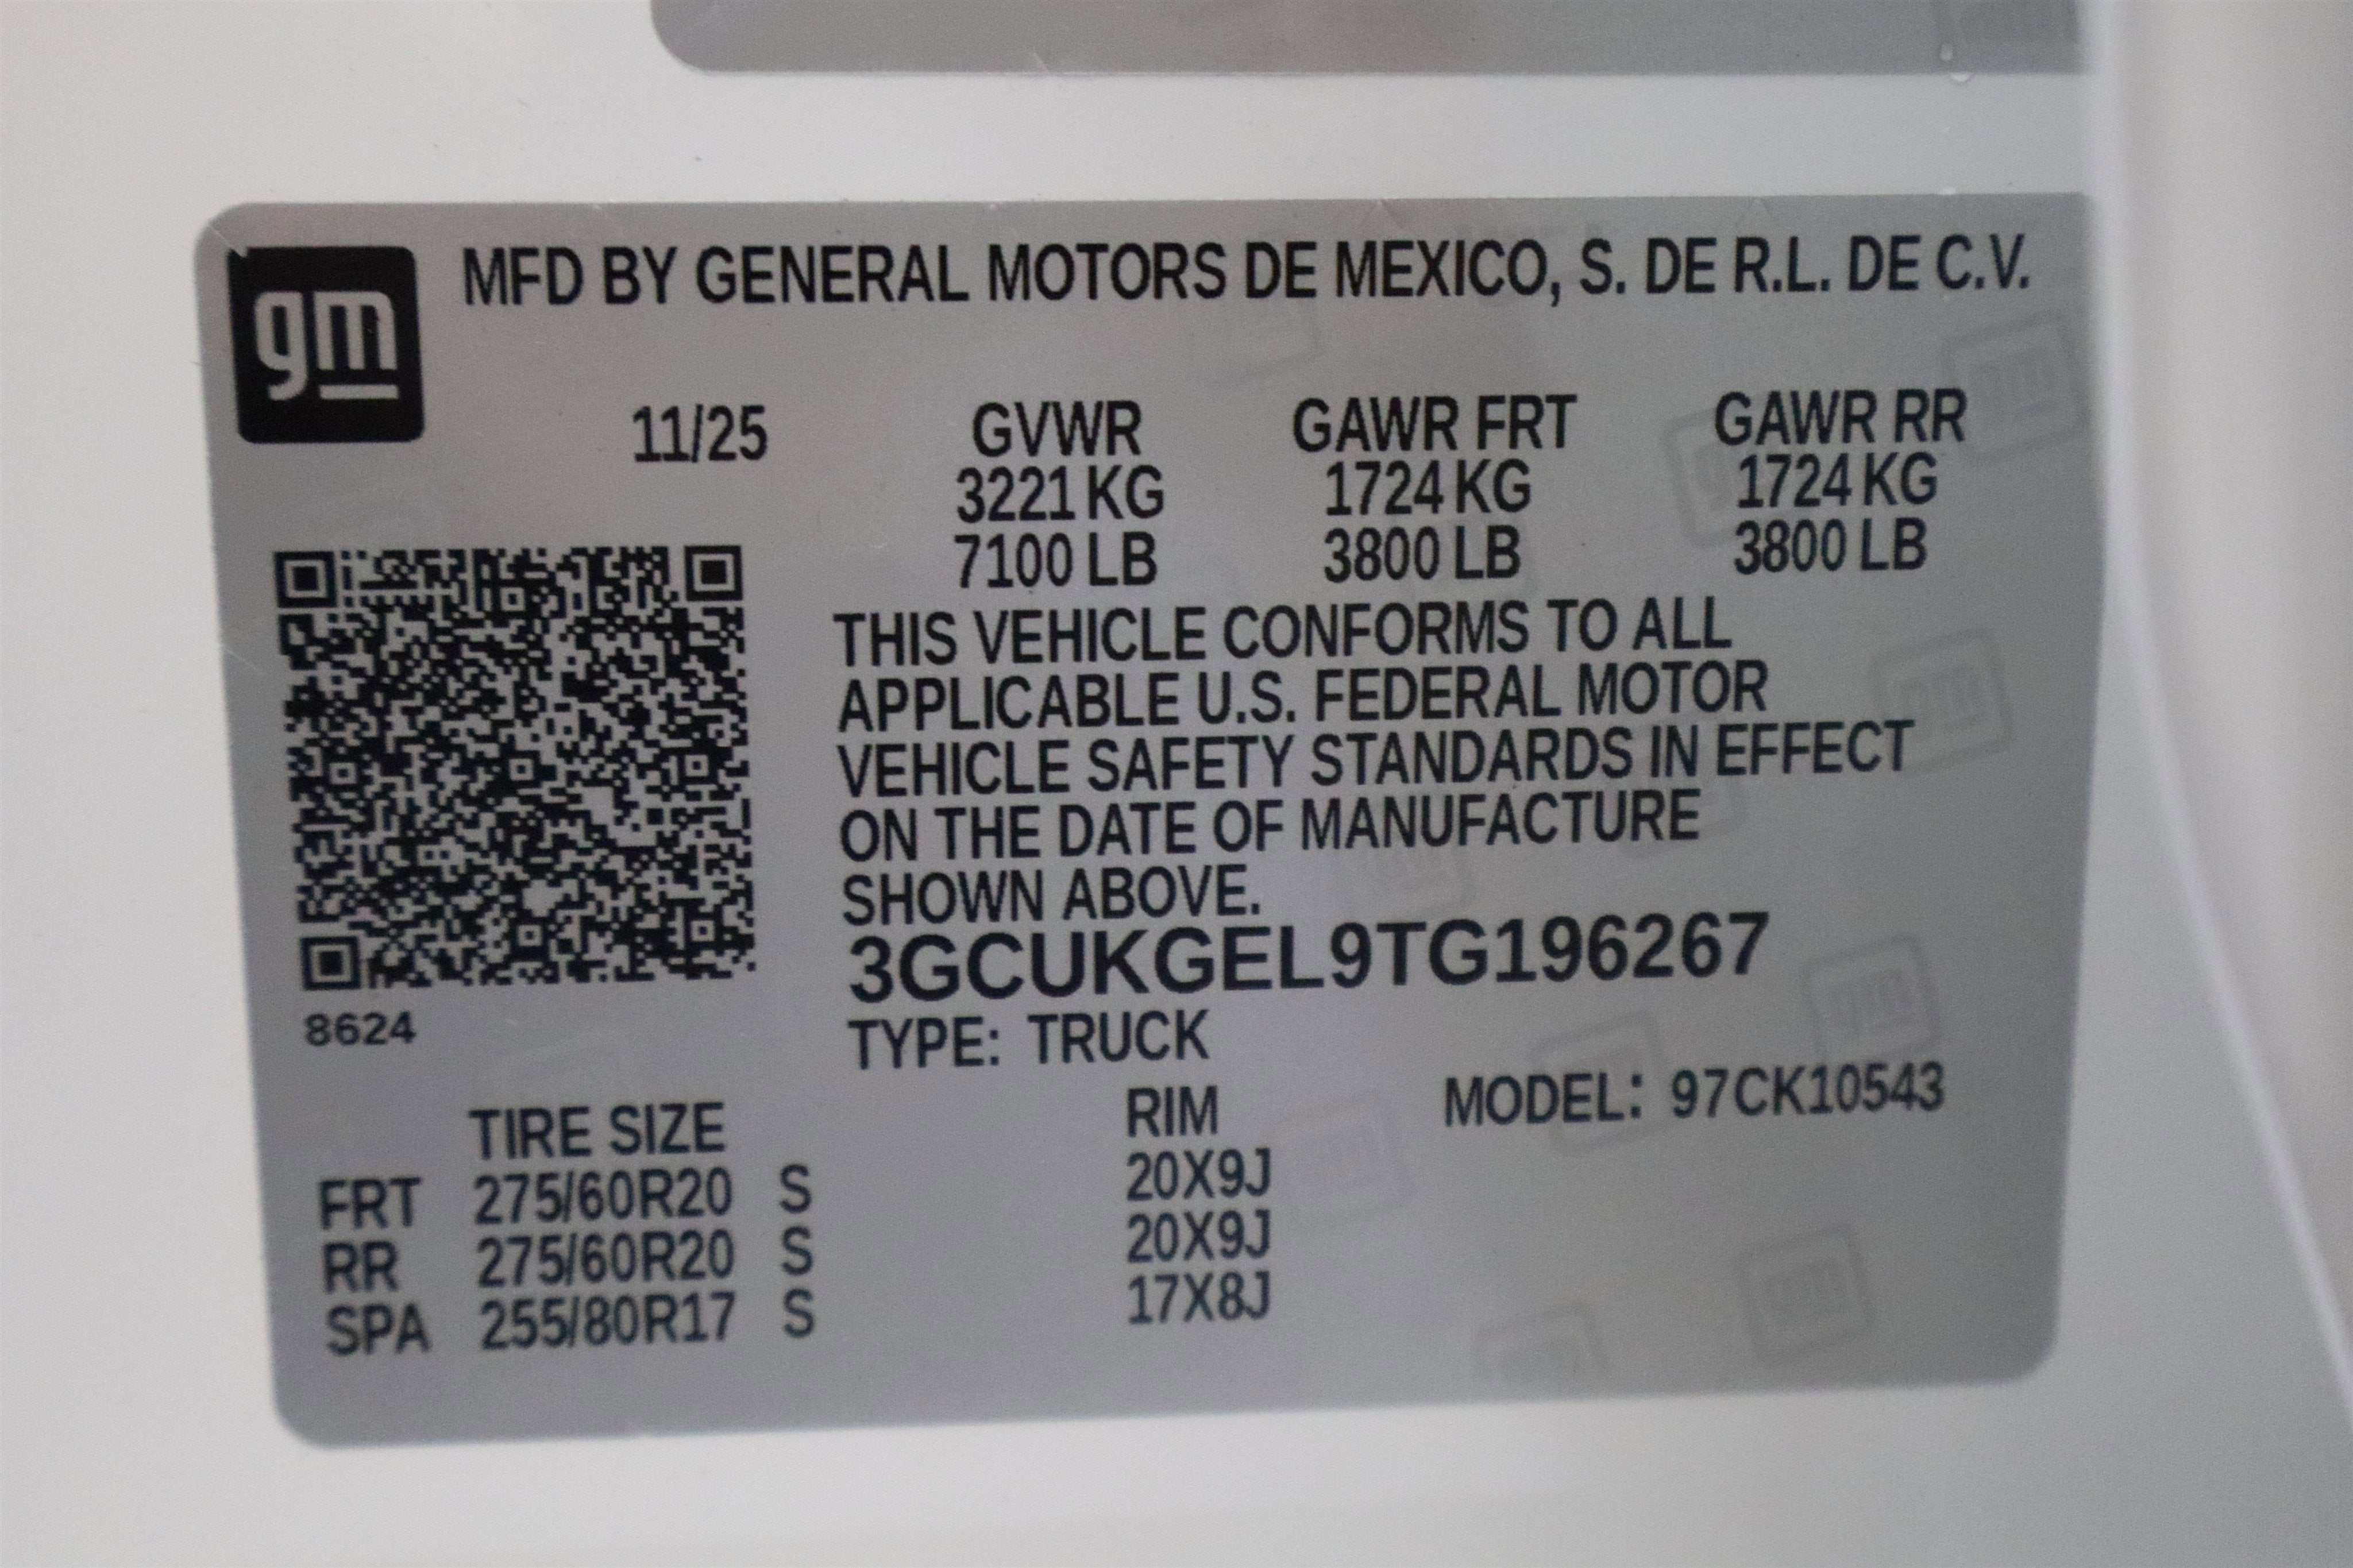 gm
MFD BY GENERAL MOTORS DE MEXICO, S. DE R.L. DE C.V.
11/25 GVWR GAWR FRT GAWR RR
3221 KG 1724 KG 1724 KG
7100 LB 3800 LB 3800 LB
THIS VEHICLE CONFORMS TO ALL
APPLICABLE U.S. FEDERAL MOTOR
VEHICLE SAFETY STANDARDS IN EFFECT
ON THE DATE OF MANUFACTURE
SHOWN ABOVE.
3GCUKGEL9TG196267
8624
TYPE: TRUCK
MODEL: 97CK10543
TIRE SIZE RIM
FRT 275/60R20 S 20X9J
RR 275/60R20 S 20X9J
SPA 255/80R17 S 17X8J